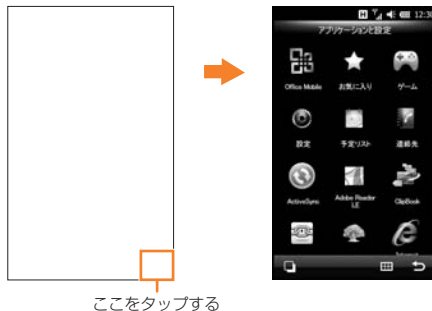 12:30
アプリケーションと設定
Office Mobile
お気に入り
ゲーム
設定
予定リスト
連絡先
ActiveSync
Adobe Reader LE
ClipBook
ここをタップする